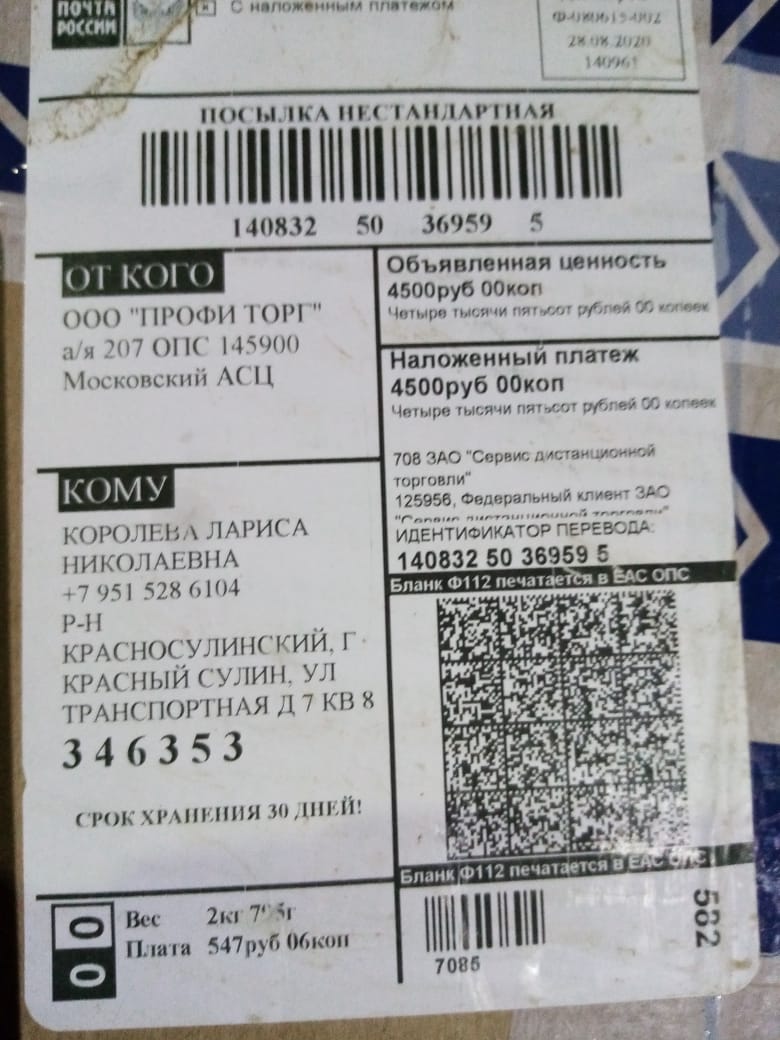 ПОЧТА
РОССИИ
С наложенным платежом
28.08.2020
140961
ПОСЫЛКА НЕСТАНДАРТНАЯ
140832 50 36959 5
ОТ КОГО
ООО "ПРОФИ ТОРГ"
а/я 207 ОПС 145900
Московский АСЦ
Объявленная ценность
4500руб 00коп
Четыре тысячи пятьсот рублей 00 копеек
Наложенный платеж
4500руб 00коп
Четыре тысячи пятьсот рублей 00 копеек
708 ЗАО "Сервис дистанционной
торговли"
125956, Федеральный клиент ЗАО
"Сервис дистанционной торговли"
ИДЕНТИФИКАТОР ПЕРЕВОДА:
140832 50 36959 5
Бланк Ф112 печатается в ЕАС ОПС
КОМУ
КОРОЛЕВА ЛАРИСА
НИКОЛАЕВНА
+7 951 528 6104
Р-Н
КРАСНОСУЛИНСКИЙ, Г
КРАСНЫЙ СУЛИН, УЛ
ТРАНСПОРТНАЯ Д 7 КВ 8
346353
СРОК ХРАНЕНИЯ 30 ДНЕЙ!
Бланк Ф112 печатается в ЕАС ОПС
00
Вес 2кг
Плата 547руб 06коп
7085
582